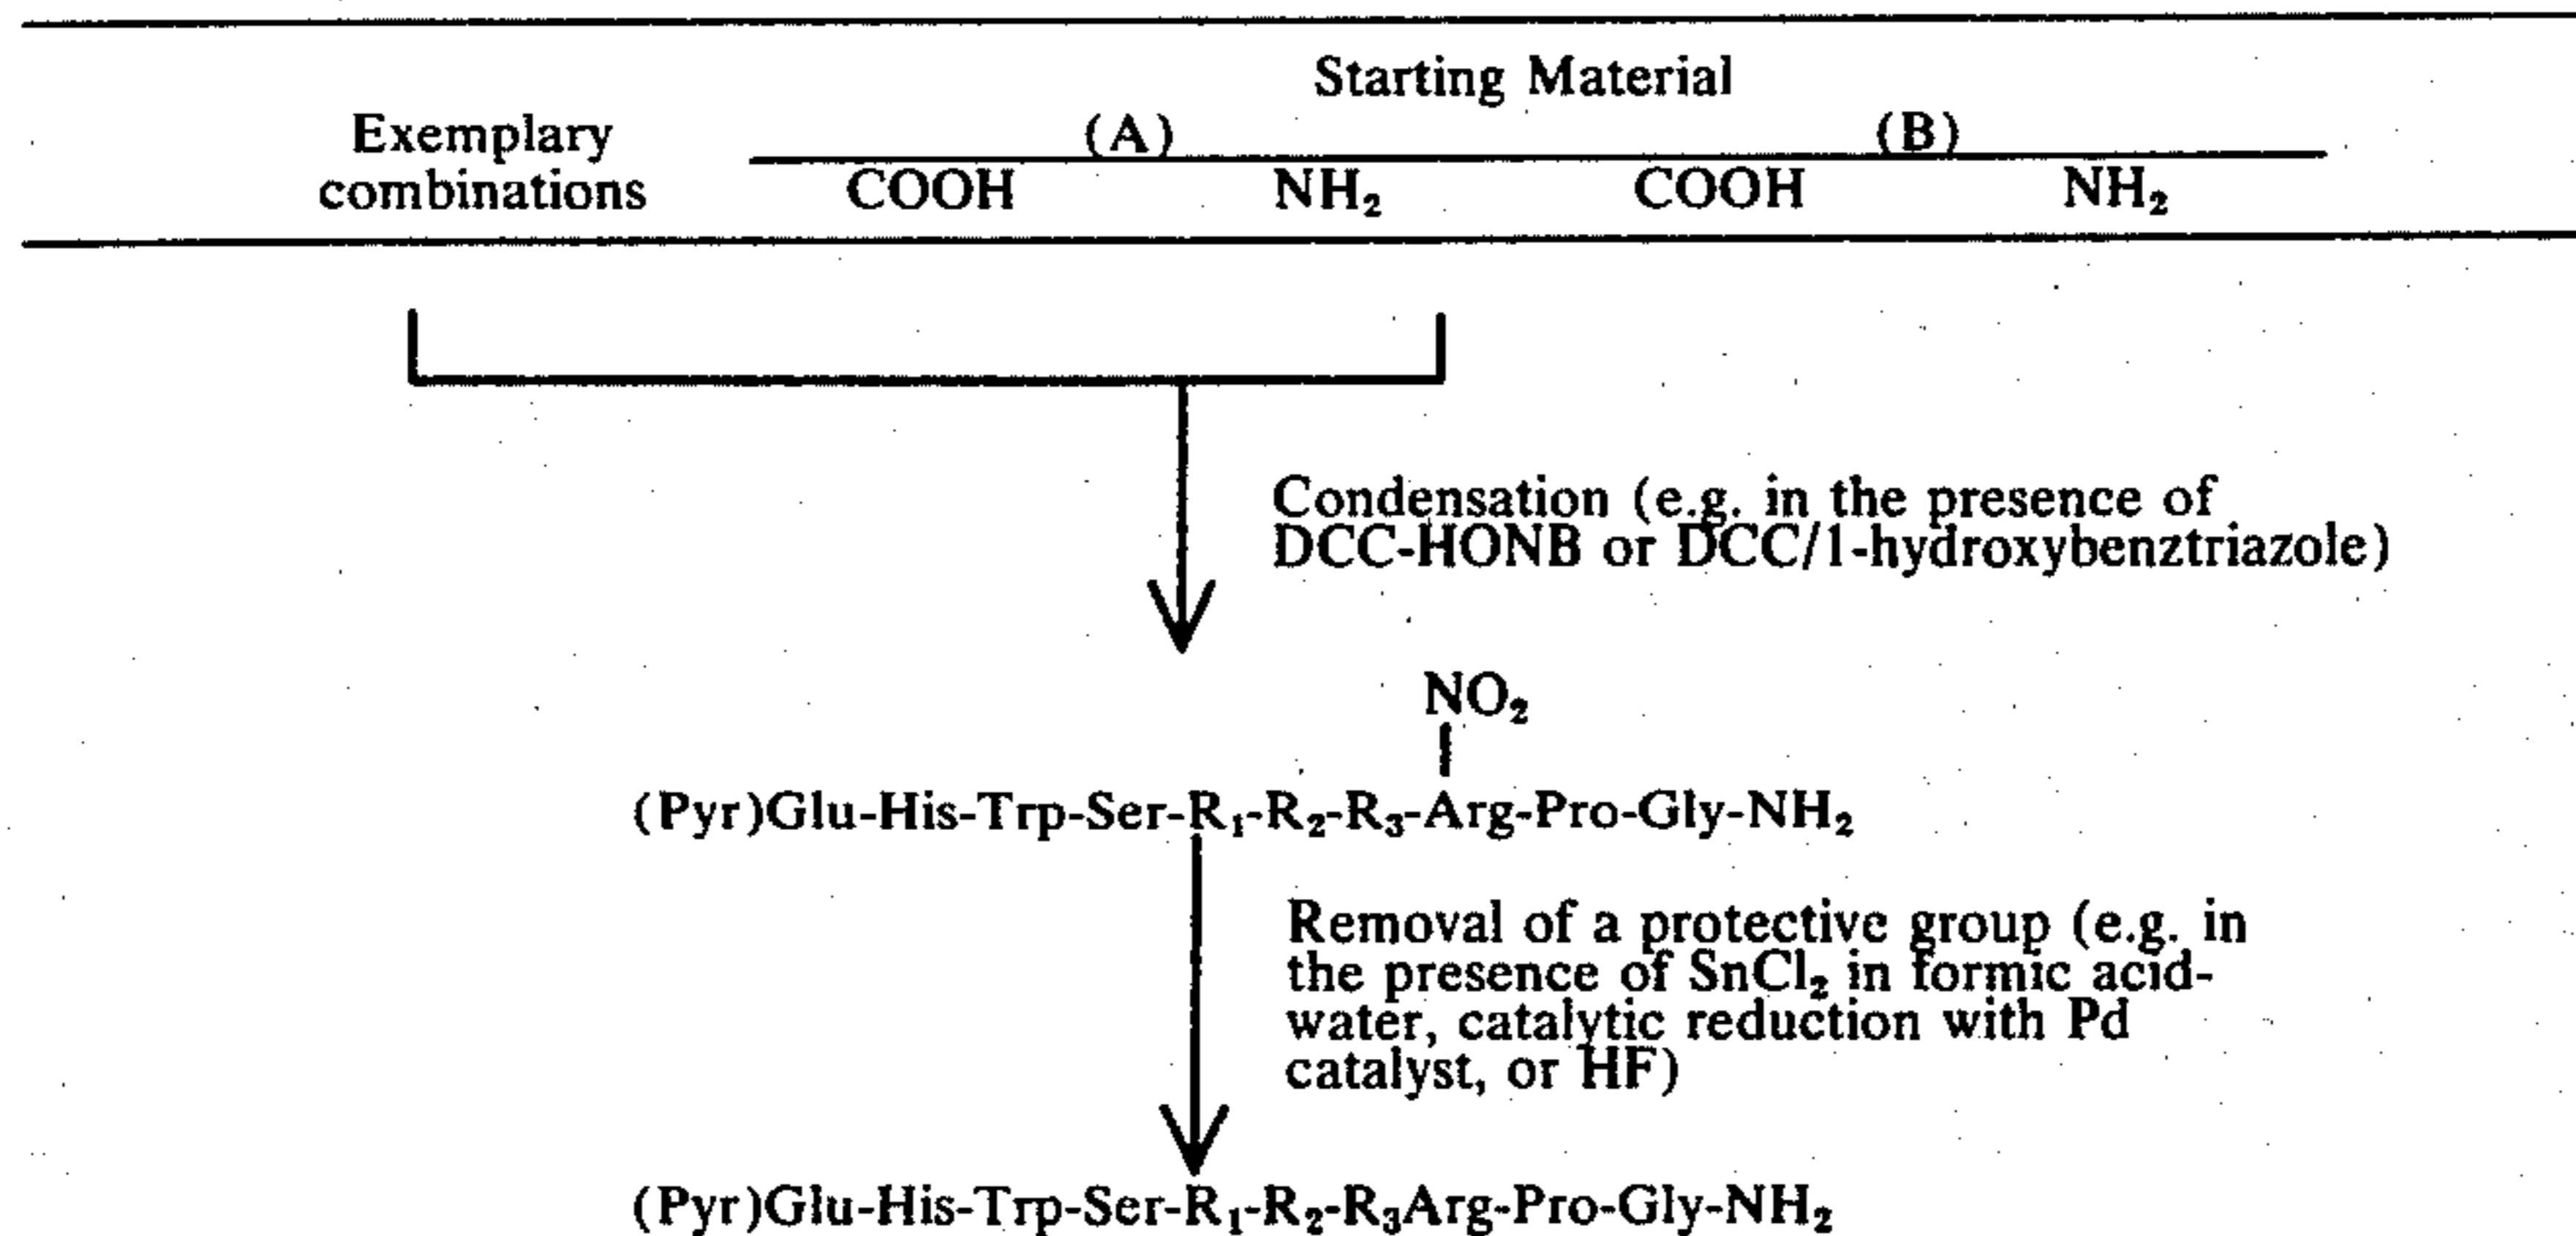 Starting Material
Exemplary (A) (B)
combinations COOH NH₂ COOH NH₂
Condensation (e.g. in the presence of
DCC-HONB or DCC/1-hydroxybenztriazole)
NO₂
(Pyr)Glu-His-Trp-Ser-R₁-R₂-R₃-Arg-Pro-Gly-NH₂
Removal of a protective group (e.g. in
the presence of SnCl₂ in formic acid-
water, catalytic reduction with Pd
catalyst, or HF)
(Pyr)Glu-His-Trp-Ser-R₁-R₂-R₃Arg-Pro-Gly-NH₂